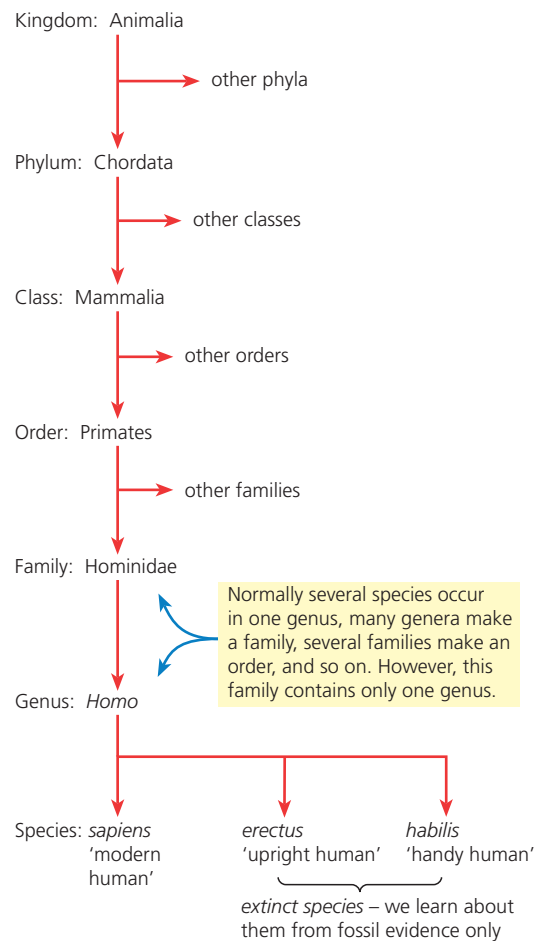 Kingdom: Animalia
other phyla
Phylum: Chordata
other classes
Class: Mammalia
other orders
Order: Primates
other families
Family: Hominidae
Normally several species occur
in one genus, many genera make
a family, several families make an
order, and so on. However, this
family contains only one genus.
Genus: Homo
Species: sapiens
'modern
human'
erectus
'upright human'
habilis
'handy human'
extinct species – we learn about
them from fossil evidence only